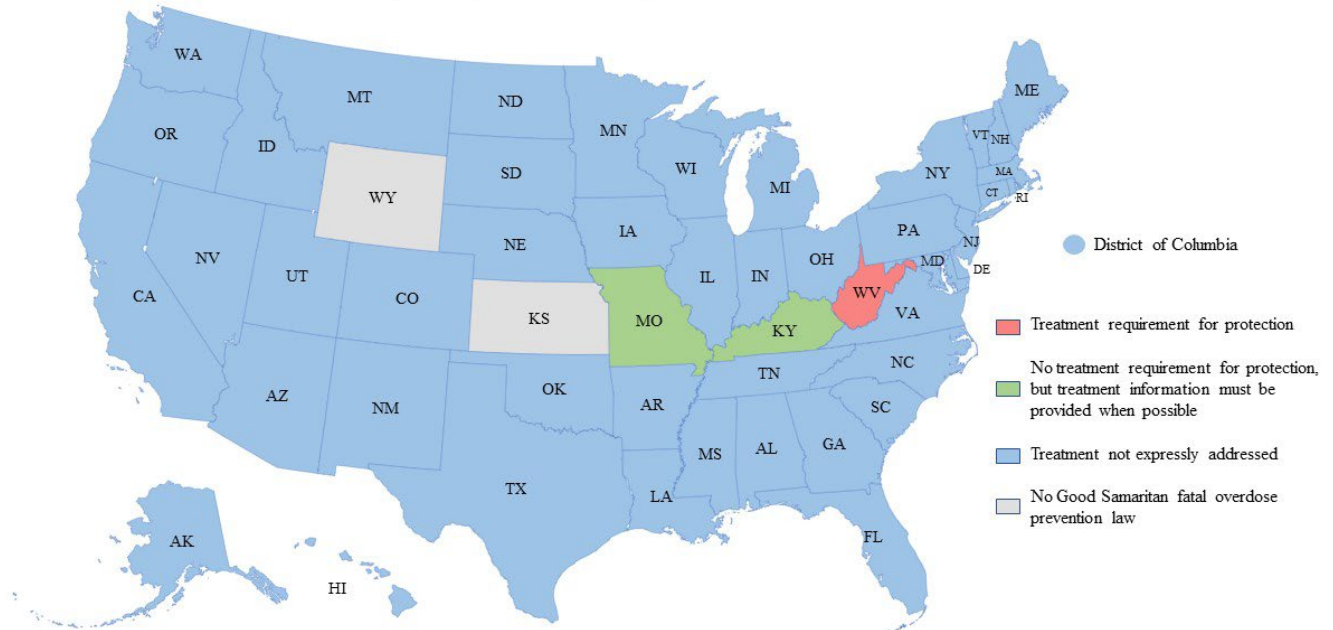 WA
MT
ND
MN
ME
OR
ID
SD
WI
VT
NH
MA
NY
MI
CT
RI
WY
IA
NE
PA
NJ
NV
UT
CO
IL
IN
OH
MD
DE
District of Columbia
CA
KS
MO
WV
VA
KY
Treatment requirement for protection
AZ
NM
OK
AR
TN
NC
No treatment requirement for protection,
but treatment information must be
provided when possible
SC
MS
AL
GA
TX
LA
Treatment not expressly addressed
No Good Samaritan fatal overdose
prevention law
FL
AK
HI